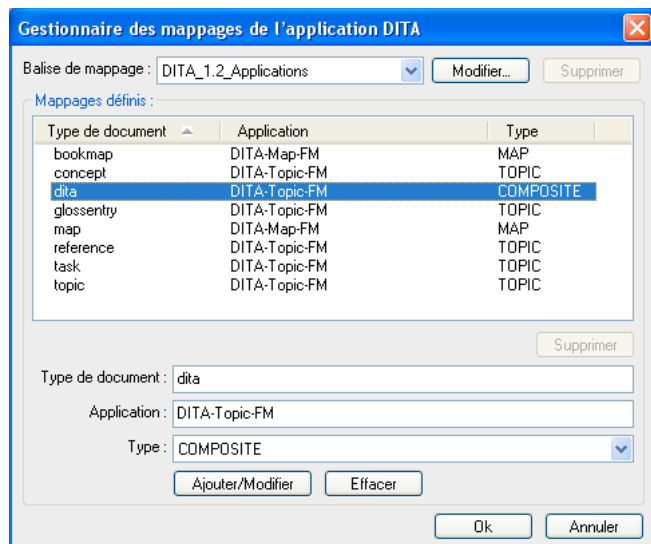 Gestionnaire des mappages de l'application DITA
Balise de mappage : DITA_1.2_Applications Modifier... Supprimer
Mappages définis :
Type de document Application Type
bookmap DITA-Map-FM MAP
concept DITA-Topic-FM TOPIC
dita DITA-Topic-FM COMPOSITE
glossentry DITA-Topic-FM TOPIC
map DITA-Map-FM MAP
reference DITA-Topic-FM TOPIC
task DITA-Topic-FM TOPIC
topic DITA-Topic-FM TOPIC
Supprimer
Type de document : dita
Application : DITA-Topic-FM
Type : COMPOSITE
Ajouter/Modifier Effacer
Ok Annuler